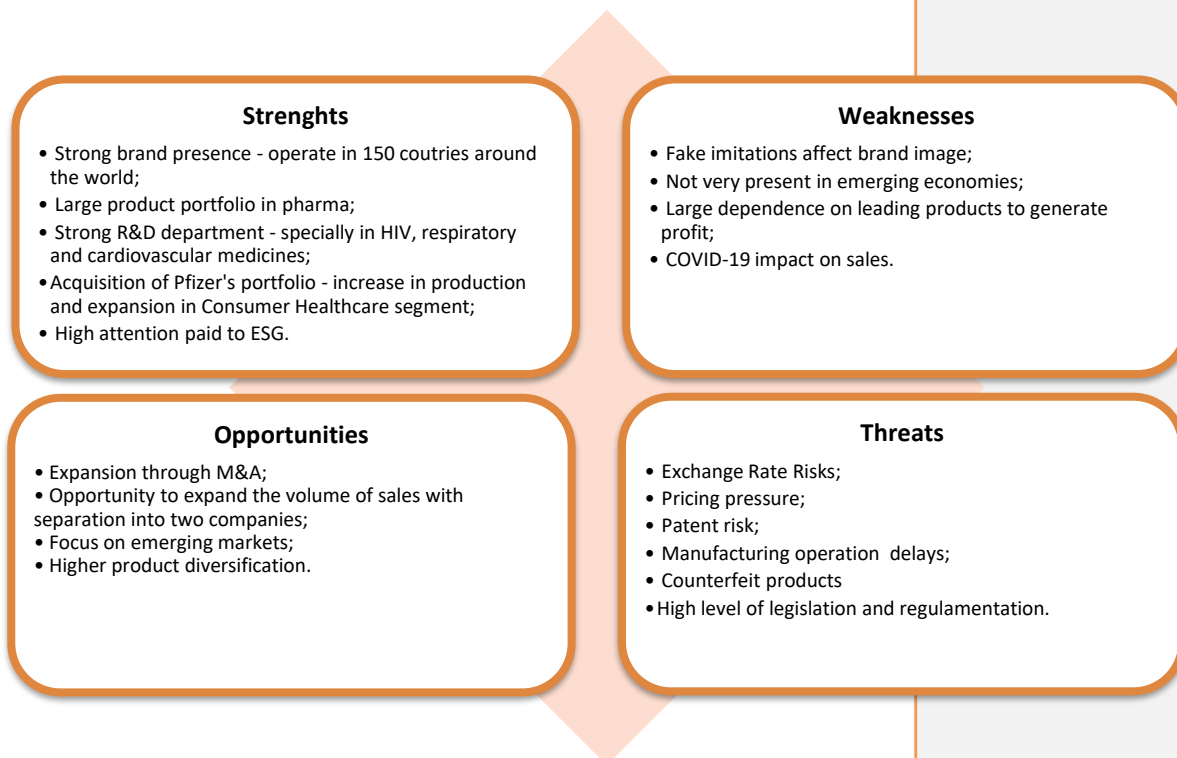 Strenghts
• Strong brand presence - operate in 150 coutries around
the world;
• Large product portfolio in pharma;
• Strong R&D department - specially in HIV, respiratory
and cardiovascular medicines;
•Acquisition of Pfizer's portfolio - increase in production
and expansion in Consumer Healthcare segment;
• High attention paid to ESG.
Weaknesses
• Fake imitations affect brand image;
• Not very present in emerging economies;
• Large dependence on leading products to generate
profit;
• COVID-19 impact on sales.
Opportunities
• Expansion through M&A;
• Opportunity to expand the volume of sales with
separation into two companies;
• Focus on emerging markets;
• Higher product diversification.
Threats
• Exchange Rate Risks;
• Pricing pressure;
• Patent risk;
• Manufacturing operation  delays;
• Counterfeit products
•High level of legislation and regulamentation.